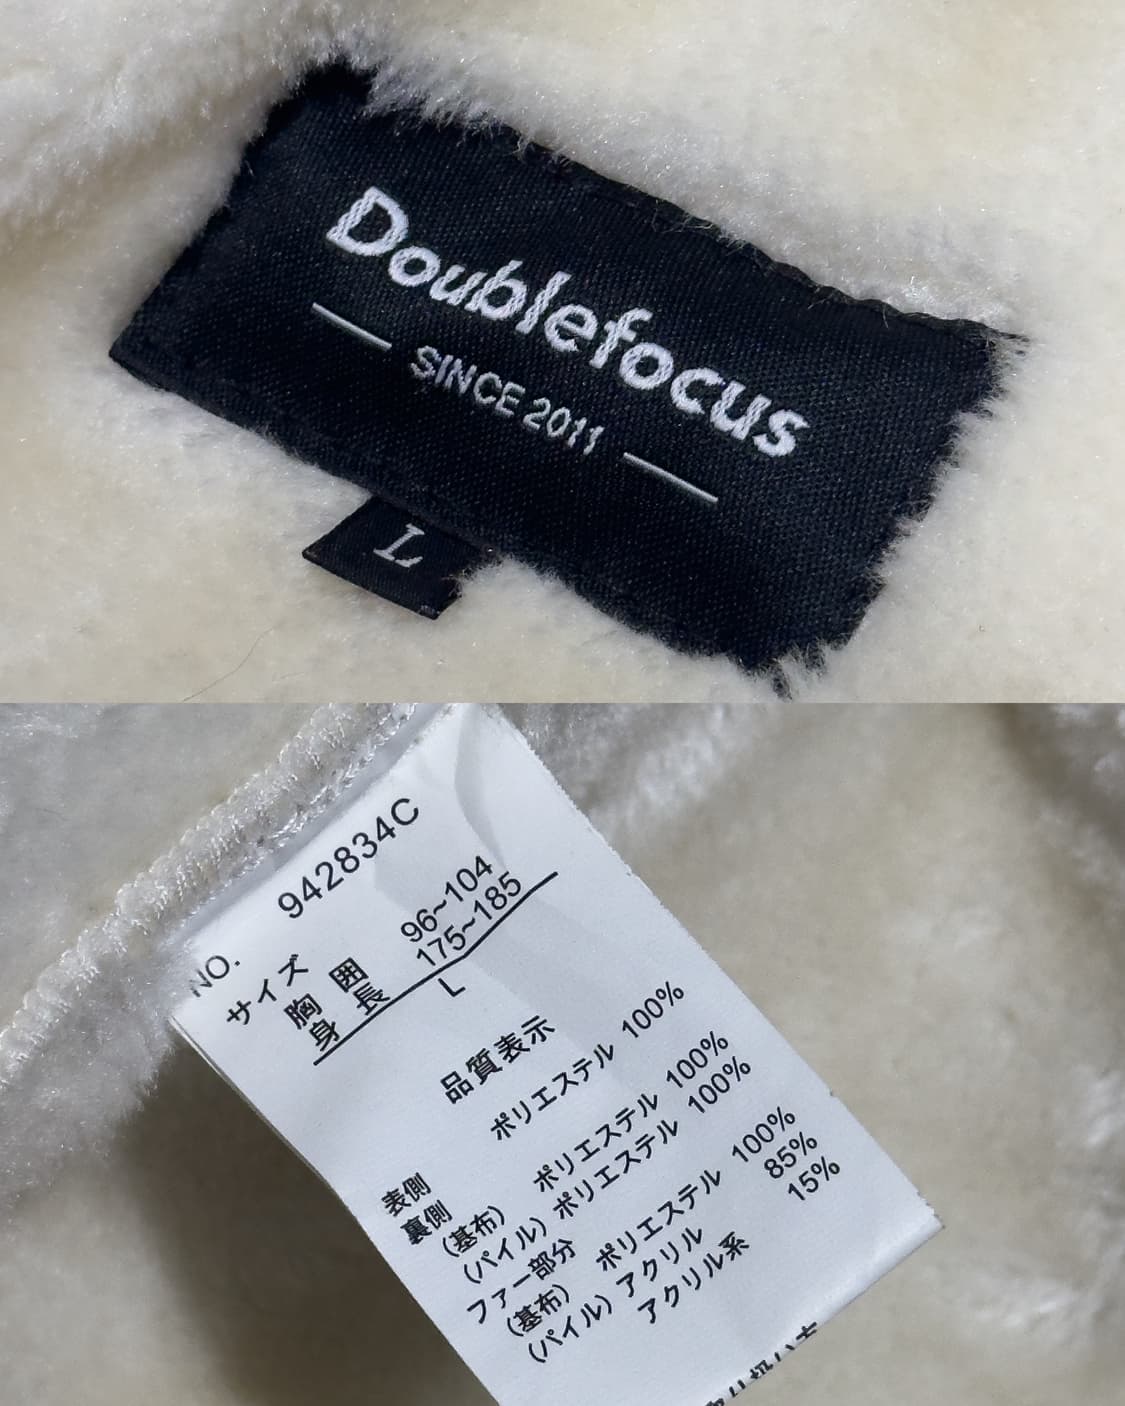 Doublefocus
SINCE 2011
L
NO. 942834C
サイズ
胸 囲 96~104
身 長 175~185
L
品質表示
表側 ポリエステル 100%
裏側
(基布) ポリエステル 100%
(パイル) ポリエステル 100%
ファー部分
(基布) ポリエステル 100%
(パイル) アクリル 85%
アクリル系 15%